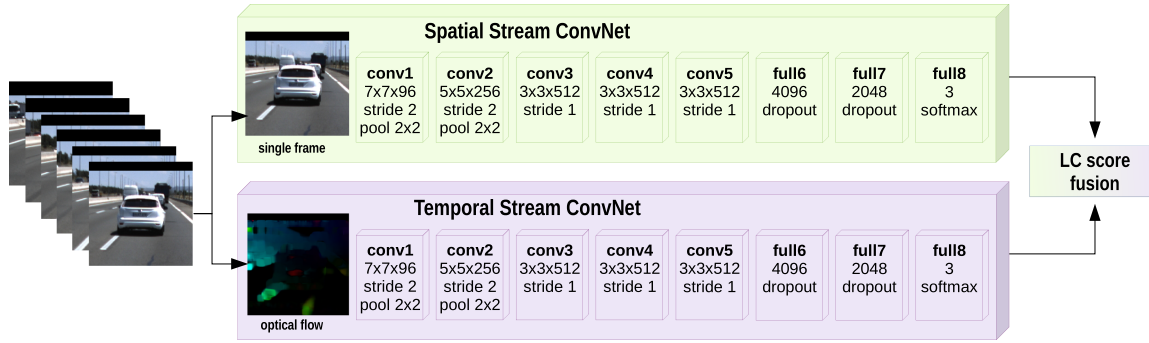 Spatial Stream ConvNet
conv1
7x7x96
stride 2
pool 2x2
conv2
5x5x256
stride 2
pool 2x2
conv3
3x3x512
stride 1
conv4
3x3x512
stride 1
conv5
3x3x512
stride 1
full6
4096
dropout
full7
2048
dropout
full8
3
softmax
single frame
Temporal Stream ConvNet
conv1
7x7x96
stride 2
pool 2x2
conv2
5x5x256
stride 2
pool 2x2
conv3
3x3x512
stride 1
conv4
3x3x512
stride 1
conv5
3x3x512
stride 1
full6
4096
dropout
full7
2048
dropout
full8
3
softmax
optical flow
LC score
fusion